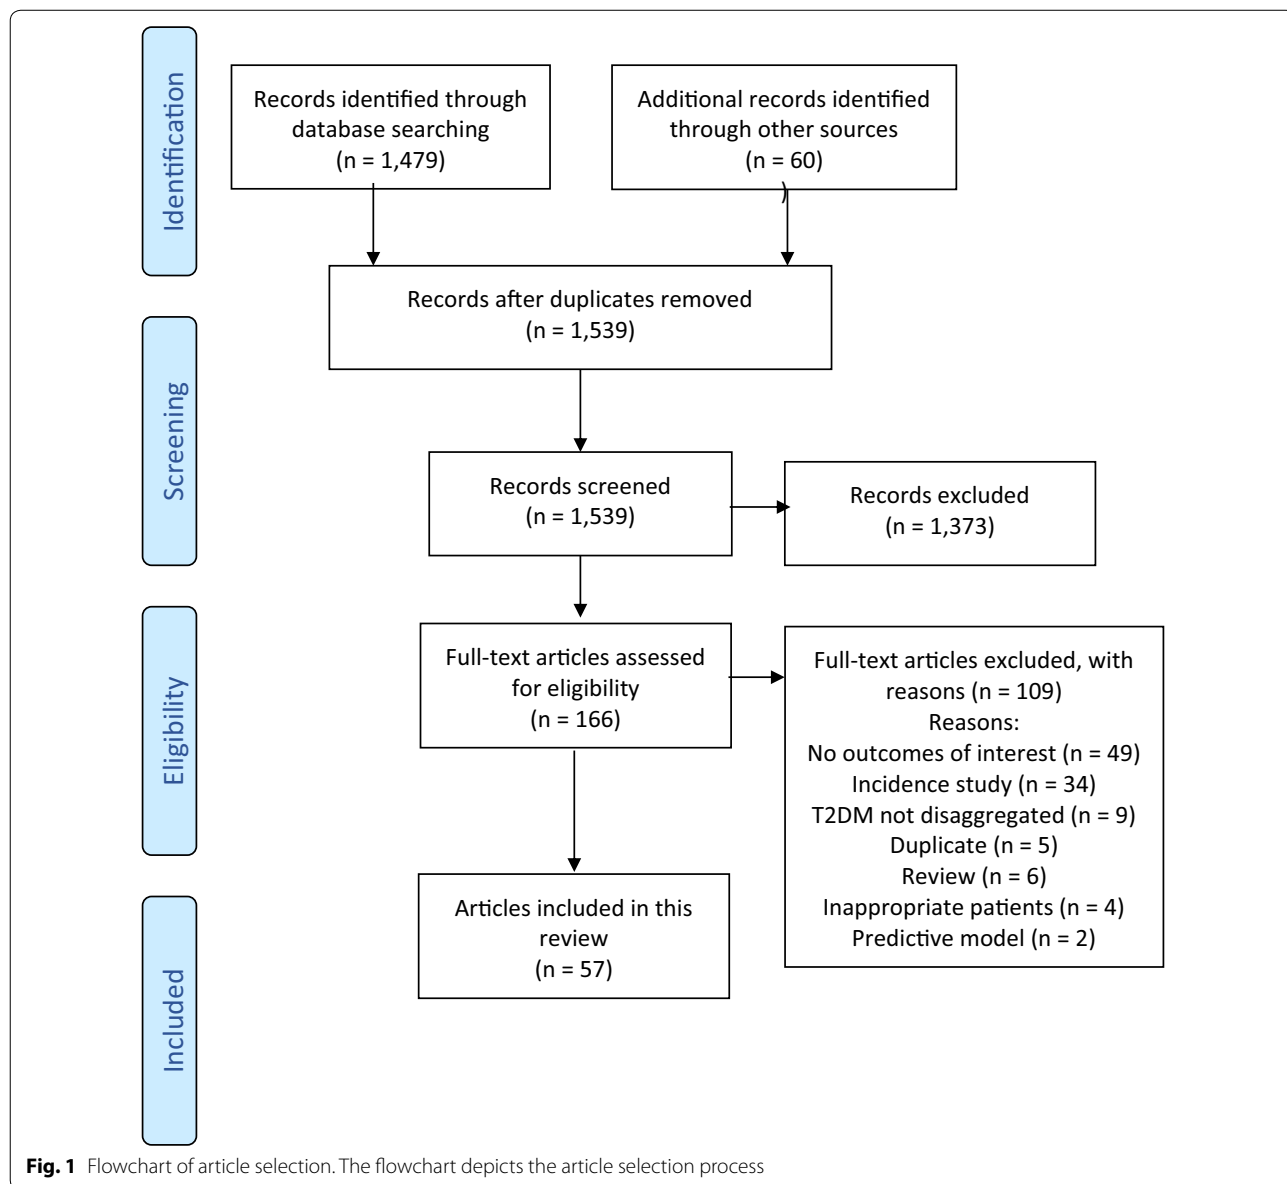 Identification
Records identified through
database searching
(n = 1,479)
Additional records identified
through other sources
(n = 60)
)
Records after duplicates removed
(n = 1,539)
Screening
Records screened
(n = 1,539)
Records excluded
(n = 1,373)
Eligibility
Full-text articles assessed
for eligibility
(n = 166)
Full-text articles excluded, with
reasons (n = 109)
Reasons:
No outcomes of interest (n = 49)
Incidence study (n = 34)
T2DM not disaggregated (n = 9)
Duplicate (n = 5)
Review (n = 6)
Inappropriate patients (n = 4)
Predictive model (n = 2)
Included
Articles included in this
review
(n = 57)
Fig. 1 Flowchart of article selection. The flowchart depicts the article selection process